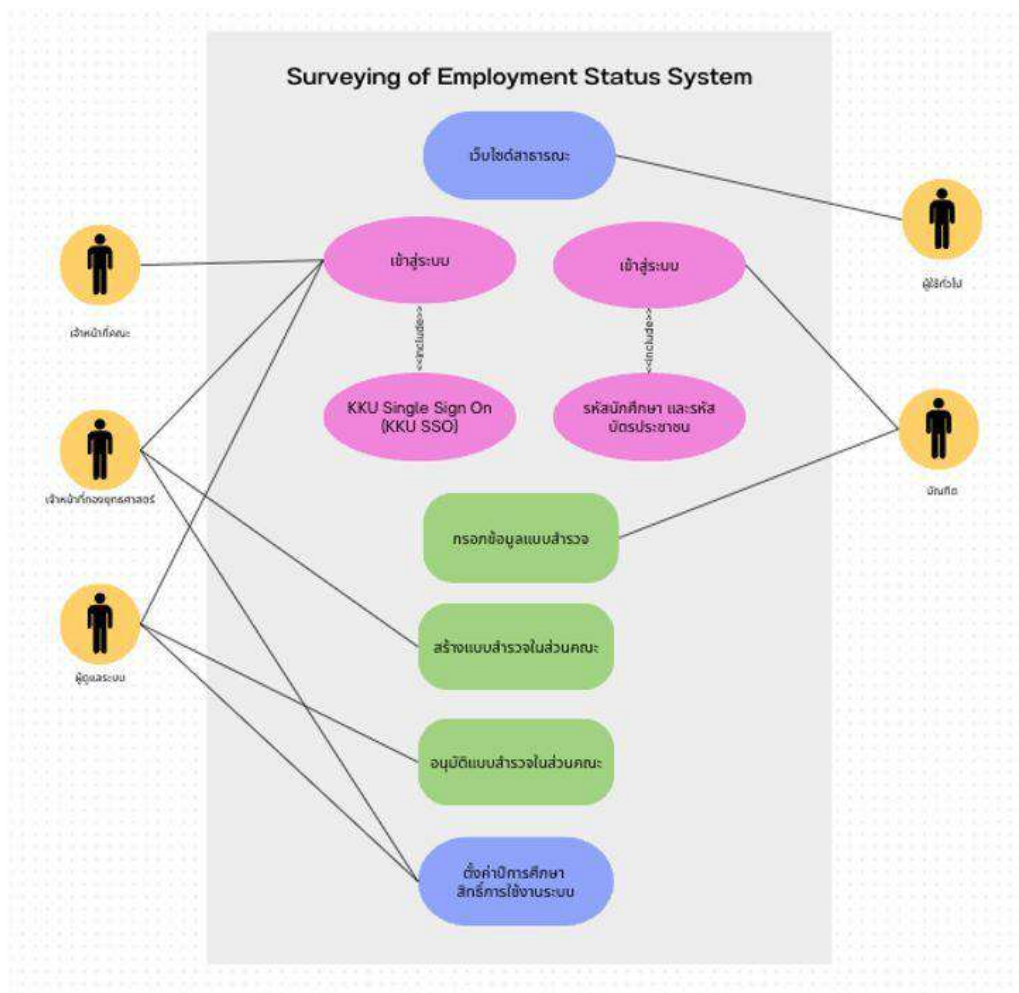 Surveying of Employment Status System
เว็บไซต์สาธารณะ
ผู้ใช้ทั่วไป
เข้าสู่ระบบ
เข้าสู่ระบบ
<<include>>
<<include>>
เจ้าหน้าที่คณะ
KKU Single Sign On
(KKU SSO)
รหัสนักศึกษา และรหัส
บัตรประชาชน
เจ้าหน้าที่กองยุทธศาสตร์
บัณฑิต
กรอกข้อมูลแบบสำรวจ
สร้างแบบสำรวจในส่วนคณะ
ผู้ดูแลระบบ
อนุมัติแบบสำรวจในส่วนคณะ
ตั้งค่าปีการศึกษา
สิทธิ์การใช้งานระบบ